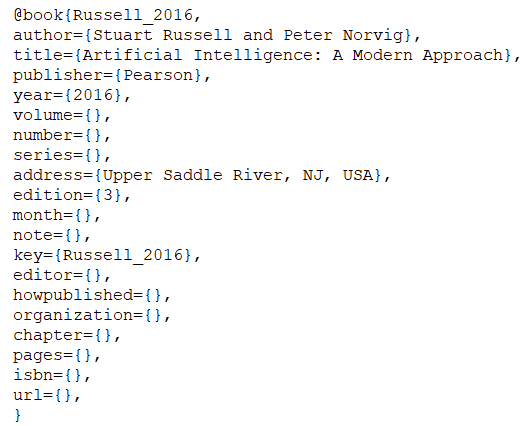 @book{Russell_2016,
author={Stuart Russell and Peter Norvig},
title={Artificial Intelligence: A Modern Approach},
publisher={Pearson},
year={2016},
volume={},
number={},
series={},
address={Upper Saddle River, NJ, USA},
edition={3},
month={},
note={},
key={Russell_2016},
editor={},
howpublished={},
organization={},
chapter={},
pages={},
isbn={},
url={},
}